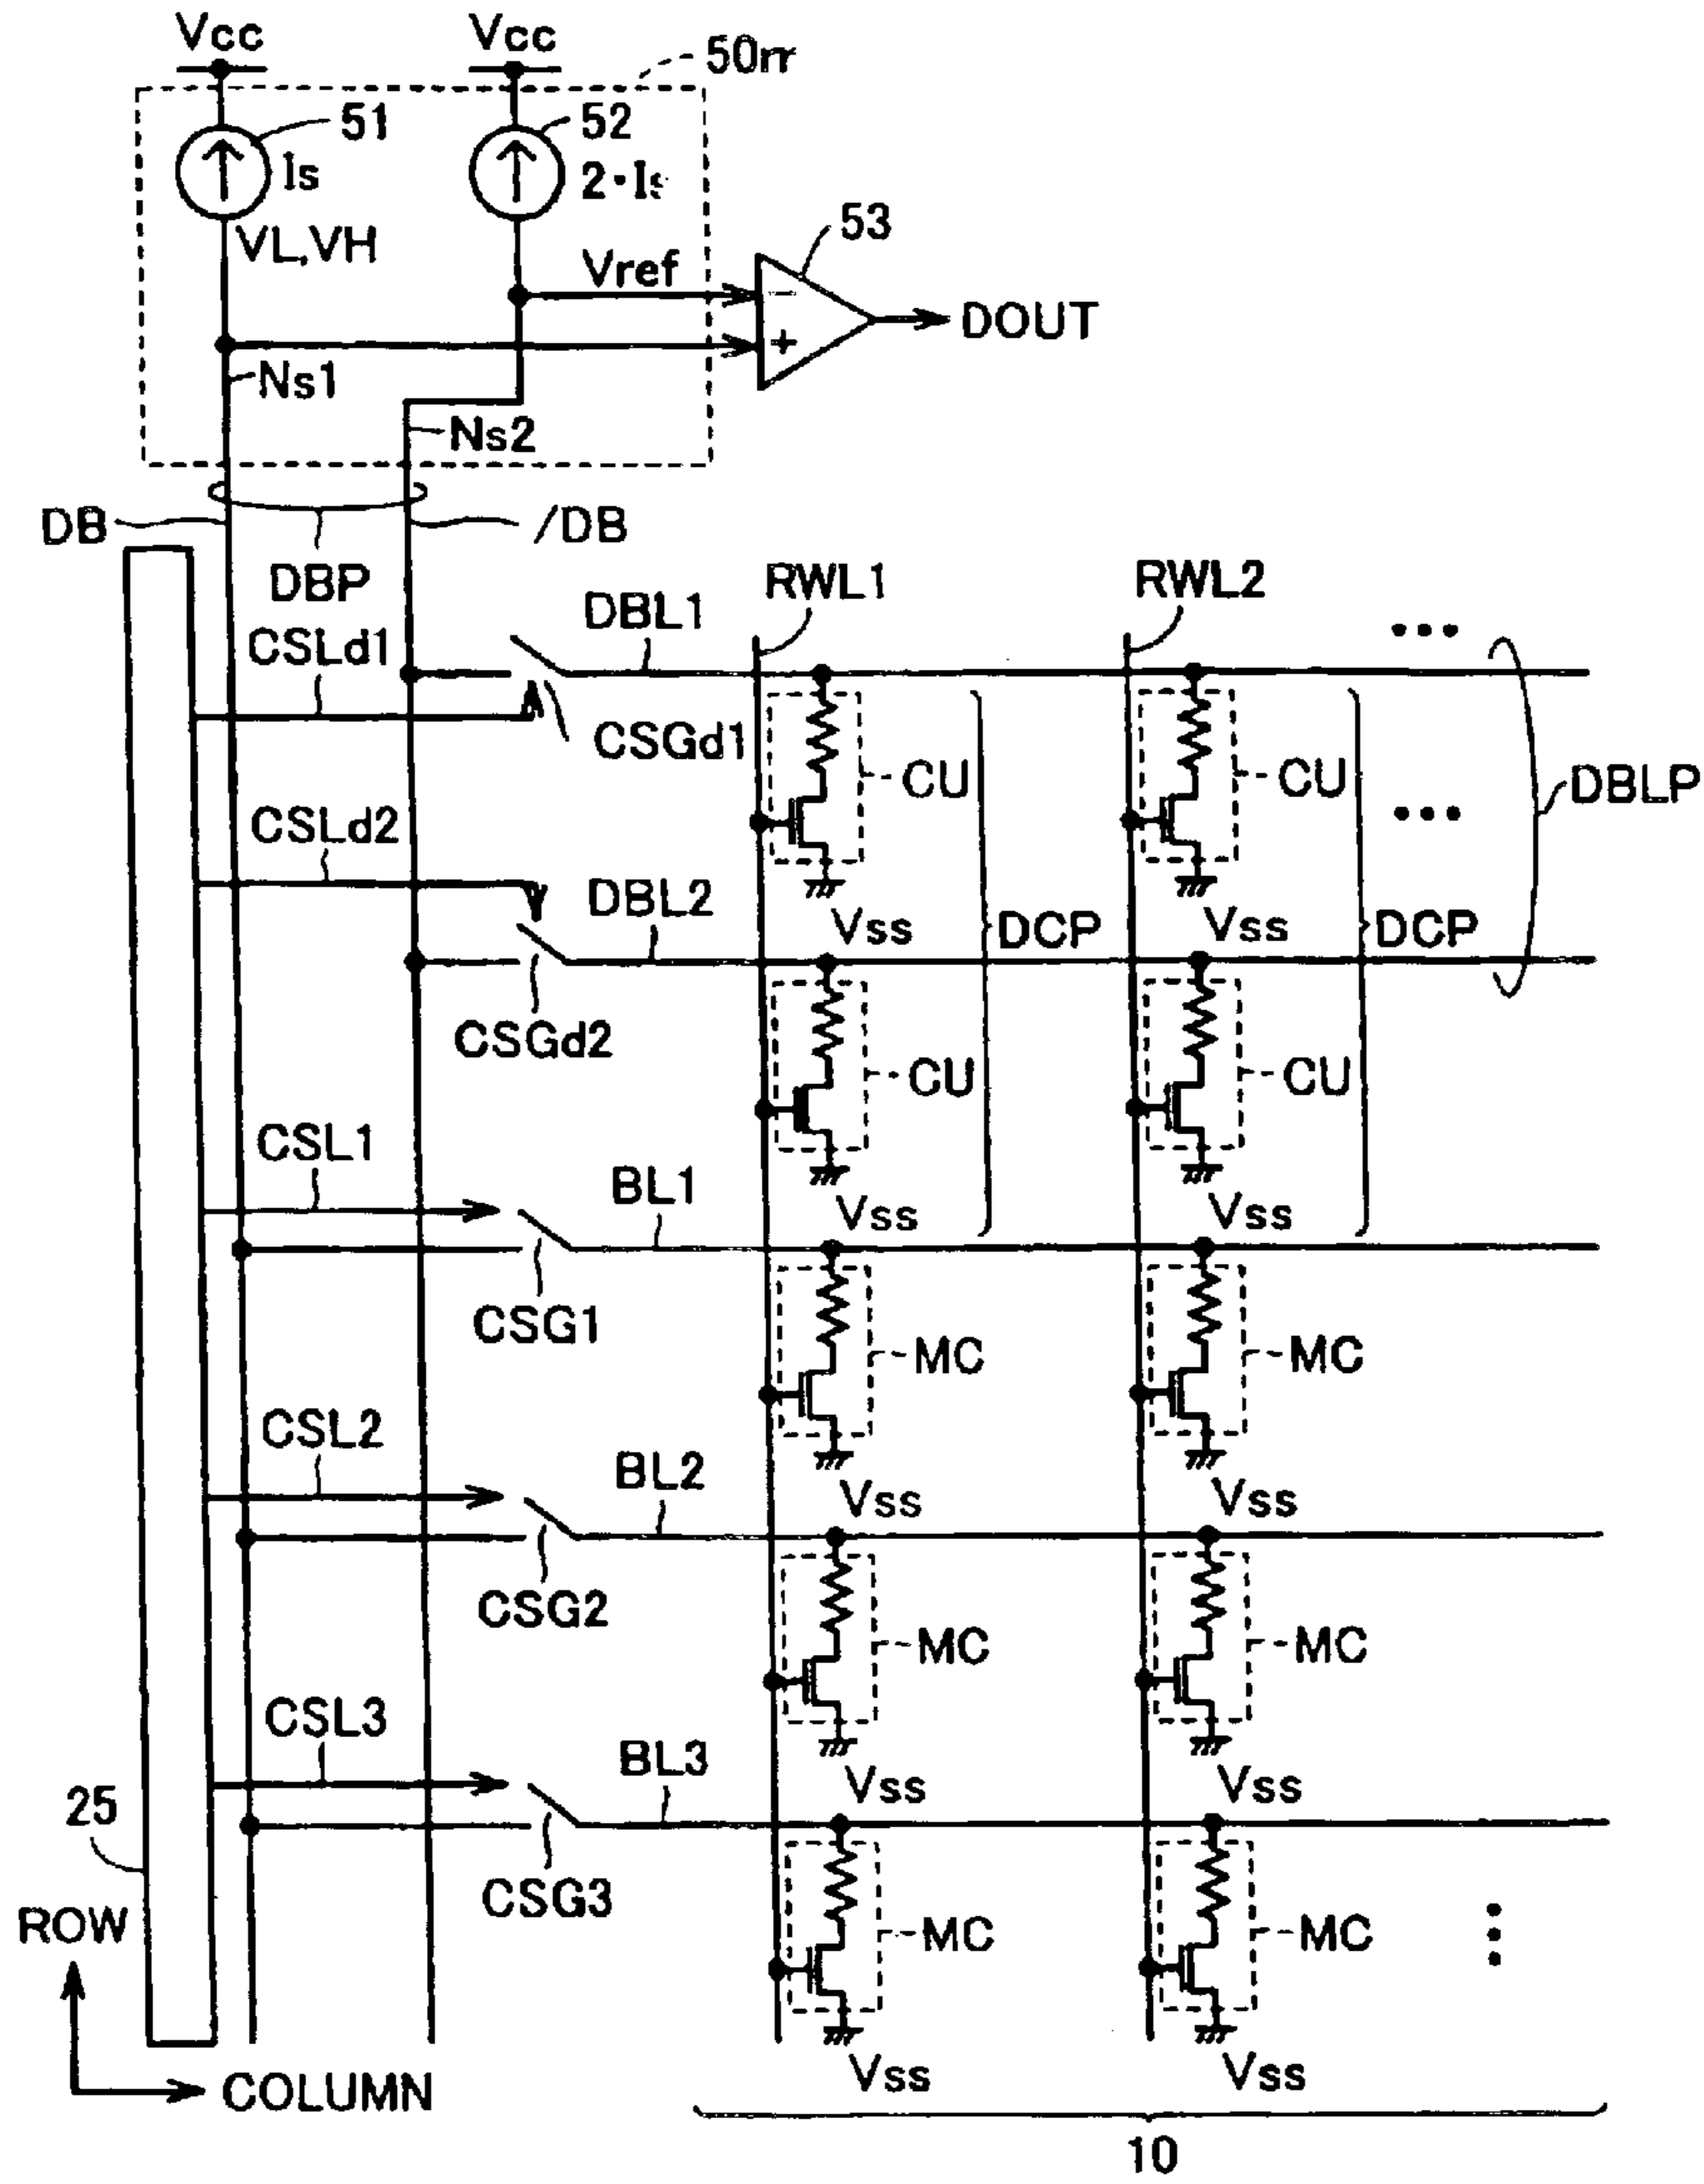 Vcc Vcc
50rr
51 52
Is 2·Is
VL,VH
53
Vref
-
DOUT
+
Ns1
Ns2
DB /DB
DBP
RWL1 RWL2
DBL1
CSLd1
CSGd1
CU CU
DBLP
CSLd2
DBL2
Vss DCP Vss DCP
CSGd2
CU CU
CSL1
BL1
Vss Vss
CSG1
MC MC
CSL2
BL2
Vss Vss
CSG2
MC MC
CSL3
BL3
Vss Vss
25
CSG3
ROW
MC MC
Vss Vss
COLUMN
10